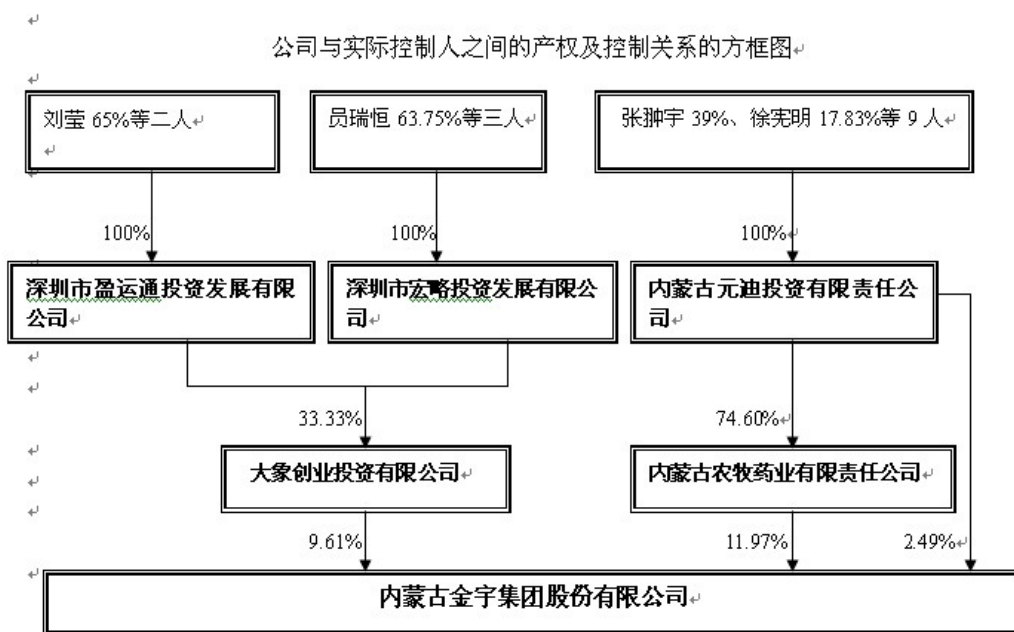 公司与实际控制人之间的产权及控制关系的方框图
刘莹 65%等二人
员瑞恒 63.75%等三人
张翀宇 39%、徐宪明 17.83%等 9 人
100%
100%
100%
深圳市盈运通投资发展有限
公司
深圳市宏略投资发展有限公
司
内蒙古元迪投资有限责任公
司
33.33%
74.60%
大象创业投资有限公司
内蒙古农牧药业有限责任公司
9.61%
11.97%
2.49%
内蒙古金宇集团股份有限公司